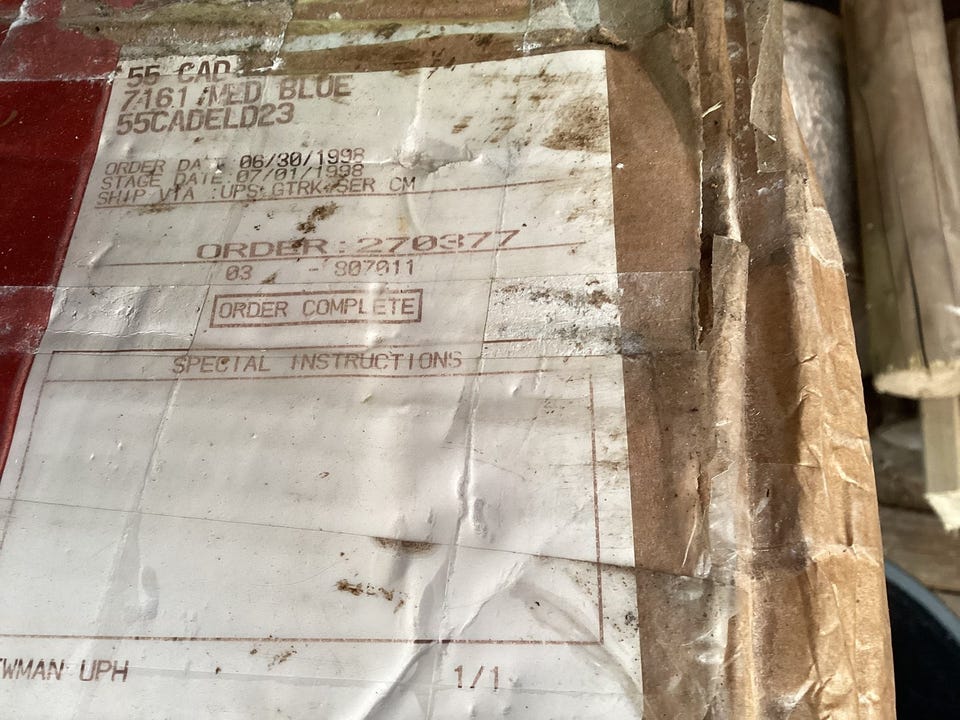 55 CAD
7161 /MED BLUE
55CADELD23
ORDER DATE 06/30/1998
STAGE DATE:07/01/1998
SHIP VIA :UPS GTRK/SER CM
ORDER:270377
03 - 807011
ORDER COMPLETE
SPECIAL INSTRUCTIONS
WMAN UPH 1/1